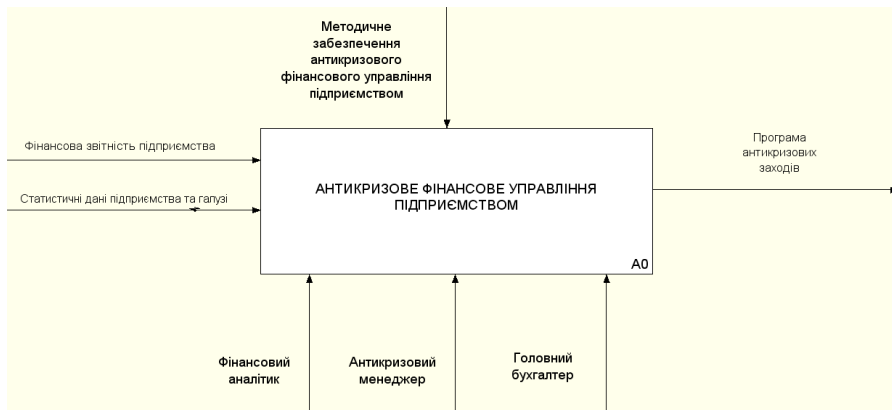 Методичне
забезпечення
антикризового
фінансового управління
підприємством
Фінансова звітність підприємства
Статистичні дані підприємства та галузі
АНТИКРИЗОВЕ ФІНАНСОВЕ УПРАВЛІННЯ
ПІДПРИЄМСТВОМ
A0
Програма
антикризових
заходів
Фінансовий
аналітик
Антикризовий
менеджер
Головний
бухгалтер